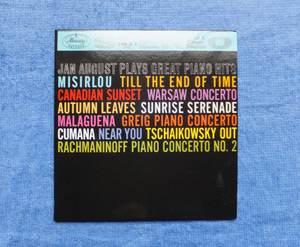 JAN AUGUST PLAYS GREAT PIANO HITS
MISIRLOU TILL THE END OF TIME
CANADIAN SUNSET WARSAW CONCERTO
AUTUMN LEAVES SUNRISE SERENADE
MALAGUENA GREIG PIANO CONCERTO
CUMANA NEAR YOU TSCHAIKOWSKY OUT
RACHMANINOFF PIANO CONCERTO NO. 2